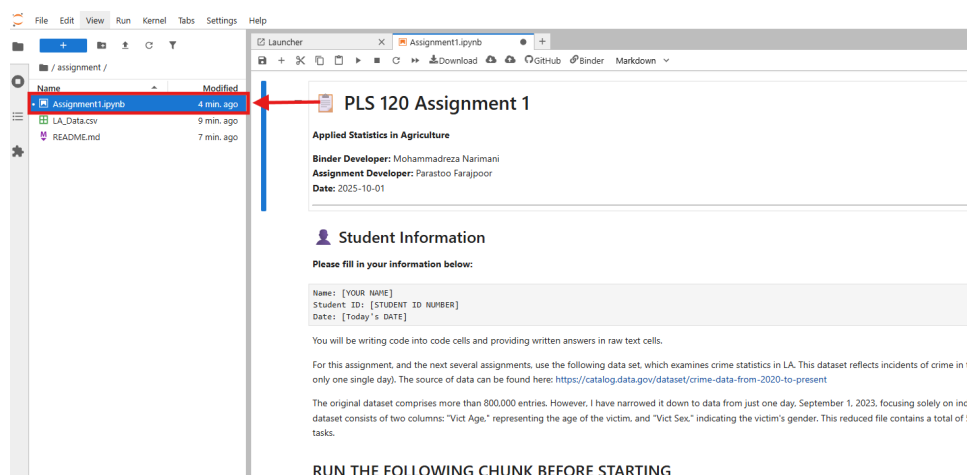 File Edit View Run Kernel Tabs Settings Help
Launcher
Assignment1.ipynb
Download
GitHub
Binder
Markdown
/ assignment /
Name
Modified
Assignment1.ipynb 4 min. ago
LA_Data.csv 9 min. ago
README.md 7 min. ago
PLS 120 Assignment 1
Applied Statistics in Agriculture
Binder Developer: Mohammadreza Narimani
Assignment Developer: Parastoo Farajpoor
Date: 2025-10-01
Student Information
Please fill in your information below:
Name: [YOUR NAME]
Student ID: [STUDENT ID NUMBER]
Date: [Today's DATE]
You will be writing code into code cells and providing written answers in raw text cells.
For this assignment, and the next several assignments, use the following data set, which examines crime statistics in LA. This dataset reflects incidents of crime in
only one single day). The source of data can be found here: https://catalog.data.gov/dataset/crime-data-from-2020-to-present
The original dataset comprises more than 800,000 entries. However, I have narrowed it down to data from just one day, September 1, 2023, focusing solely on
dataset consists of two columns: "Vict Age," representing the age of the victim, and "Vict Sex," indicating the victim's gender. This reduced file contains a total of
tasks.
RUN THE FOLLOWING CHUNK BEFORE STARTING